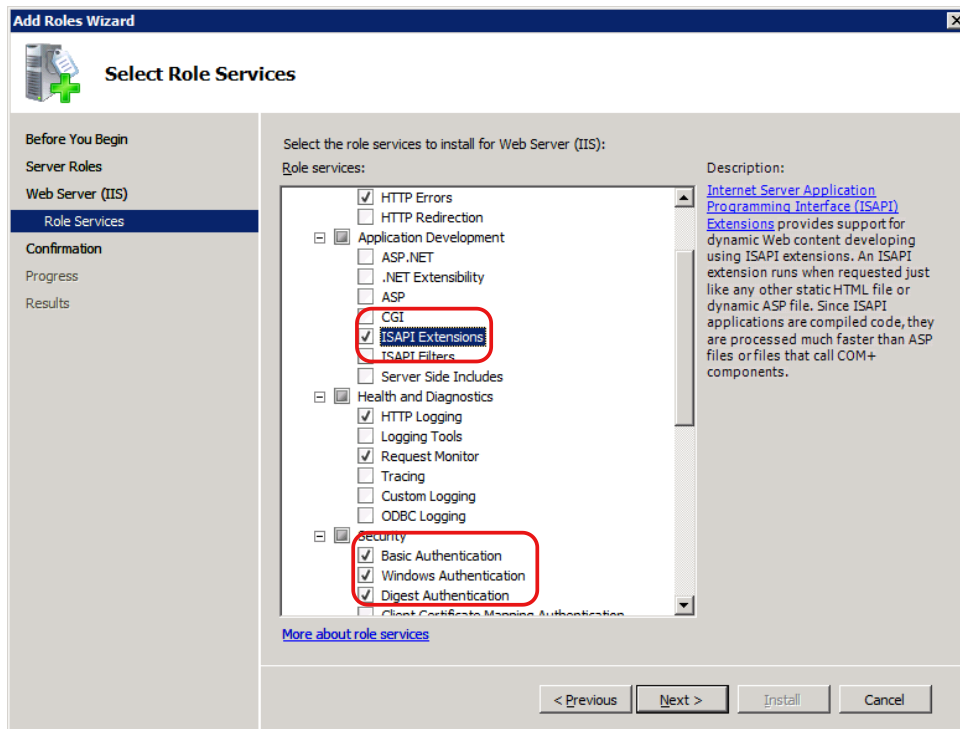 Add Roles Wizard
Select Role Services
Before You Begin
Server Roles
Web Server (IIS)
Role Services
Confirmation
Progress
Results
Select the role services to install for Web Server (IIS):
Role services:
HTTP Errors
HTTP Redirection
Application Development
ASP.NET
.NET Extensibility
ASP
CGI
ISAPI Extensions
ISAPI Filters
Server Side Includes
Health and Diagnostics
HTTP Logging
Logging Tools
Request Monitor
Tracing
Custom Logging
ODBC Logging
Security
Basic Authentication
Windows Authentication
Digest Authentication
Client Certificate Mapping Authentication
More about role services
Description:
Internet Server Application
Programming Interface (ISAPI)
Extensions provides support for
dynamic Web content developing
using ISAPI extensions. An ISAPI
extension runs when requested just
like any other static HTML file or
dynamic ASP file. Since ISAPI
applications are compiled code, they
are processed much faster than ASP
files or files that call COM+
components.
< Previous
Next >
Install
Cancel